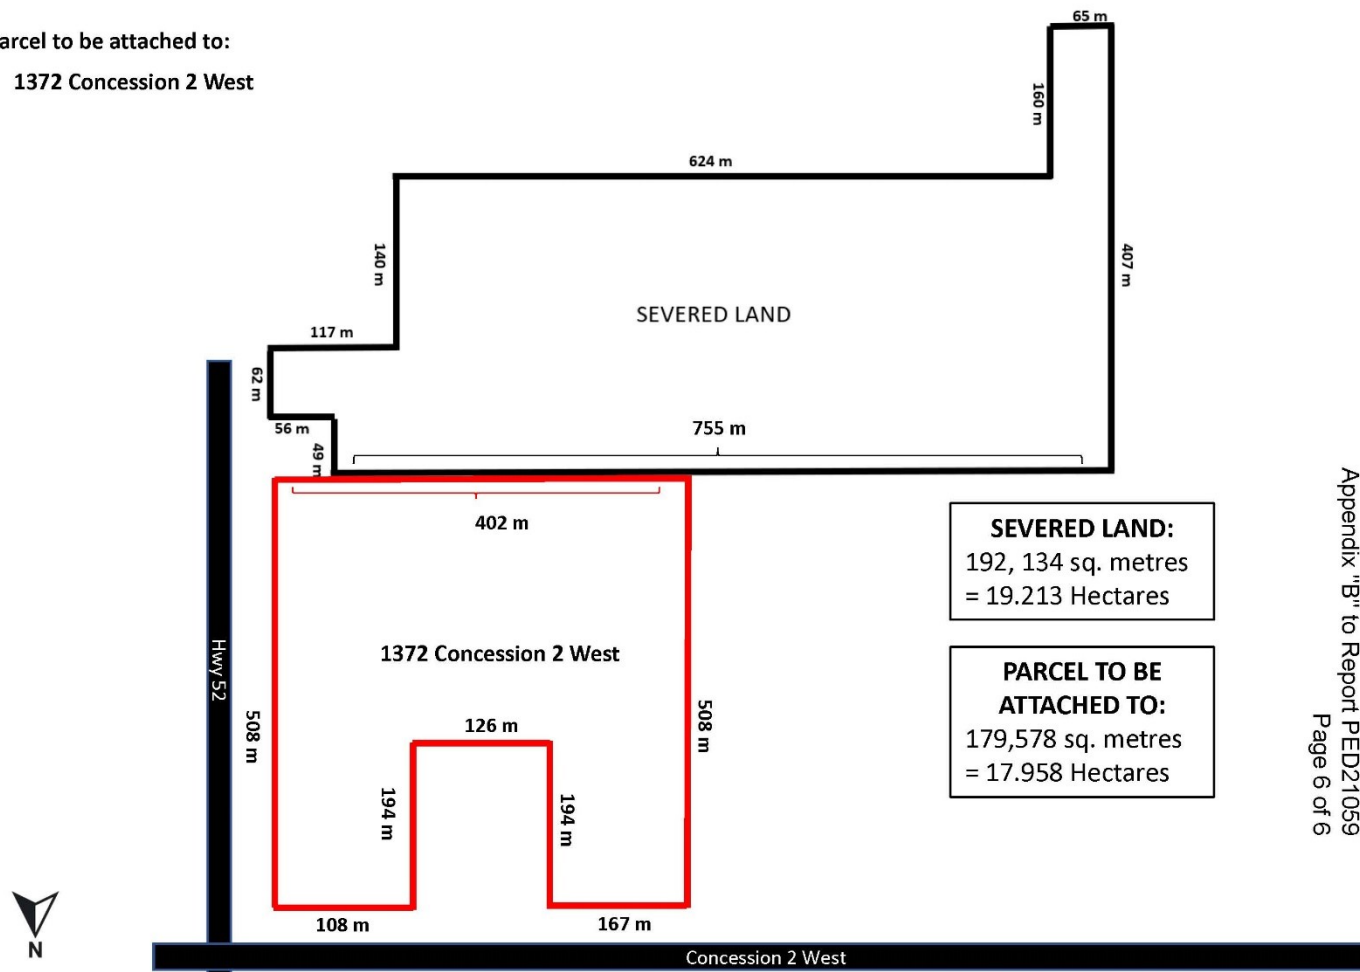 arcel to be attached to:
1372 Concession 2 West
65 m
160 m
624 m
140 m
407 m
SEVERED LAND
117 m
62 m
56 m
49 m
755 m
402 m
SEVERED LAND:
192, 134 sq. metres
= 19.213 Hectares
1372 Concession 2 West
Hwy 52
508 m
508 m
126 m
194 m
194 m
PARCEL TO BE
ATTACHED TO:
179,578 sq. metres
= 17.958 Hectares
108 m
167 m
N
Concession 2 West
Appendix "B" to Report PED21059
Page 6 of 6